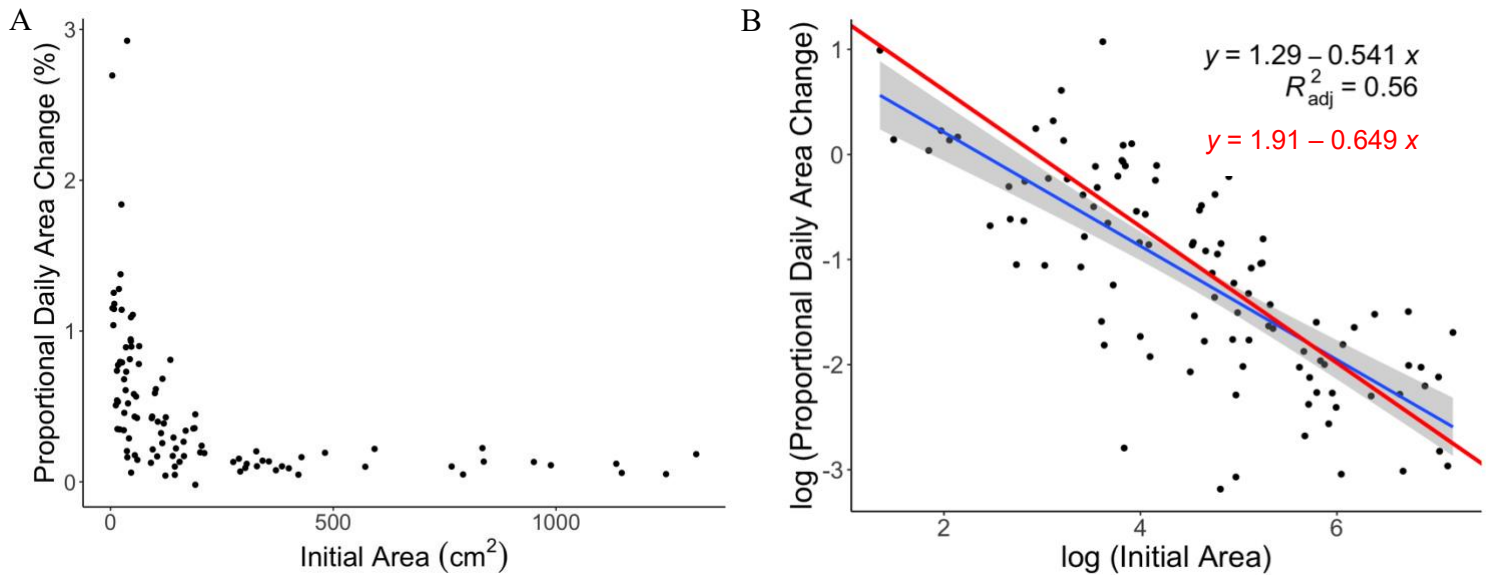 A
Proportional Daily Area Change (%)
3
2
1
0
0
500
1000
Initial Area (cm²)
B
log (Proportional Daily Area Change)
1
0
-1
-2
-3
2
4
6
log (Initial Area)
y = 1.29 – 0.541 x
R²adj = 0.56
y = 1.91 – 0.649 x